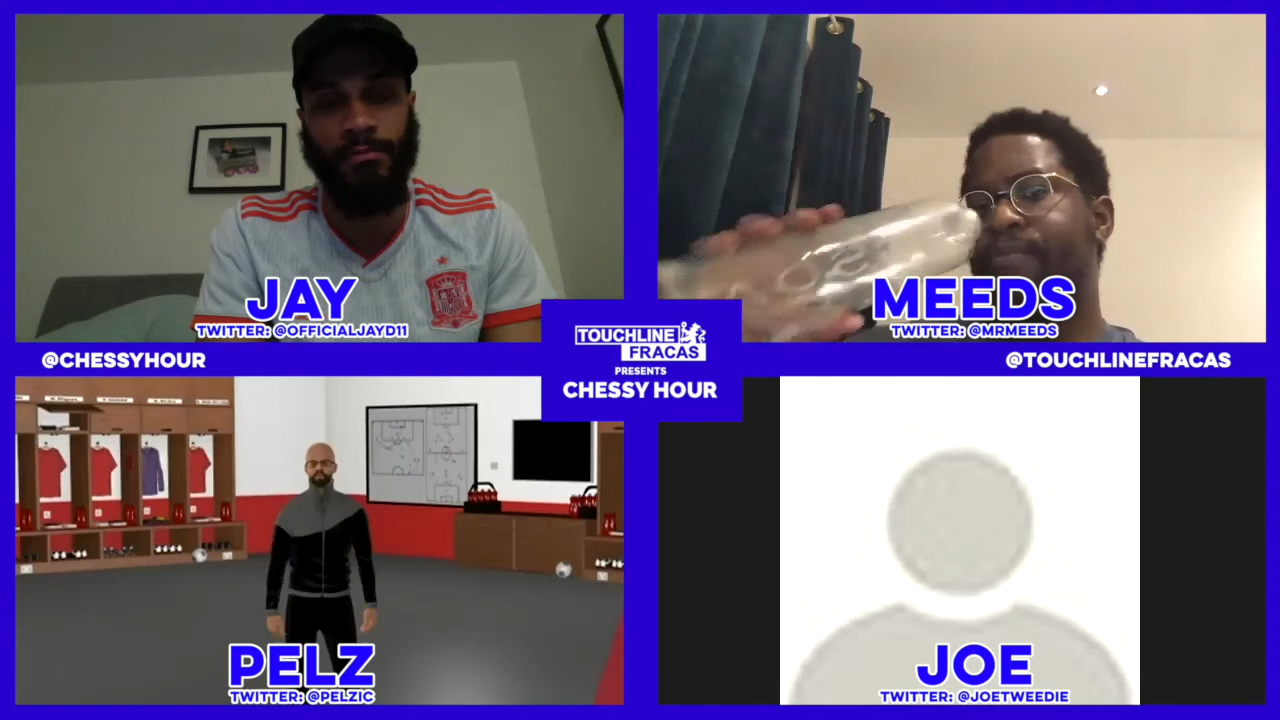 JAY
TWITTER: @OFFICIALJAYD11
MEEDS
TWITTER: @MRMEEDS
@CHESSYHOUR
TOUCHLINE
FRACAS
PRESENTS
CHESSY HOUR
@TOUCHLINEFRACAS
PELZ
TWITTER: @PELZIC
JOE
TWITTER: @JOETWEEDIE